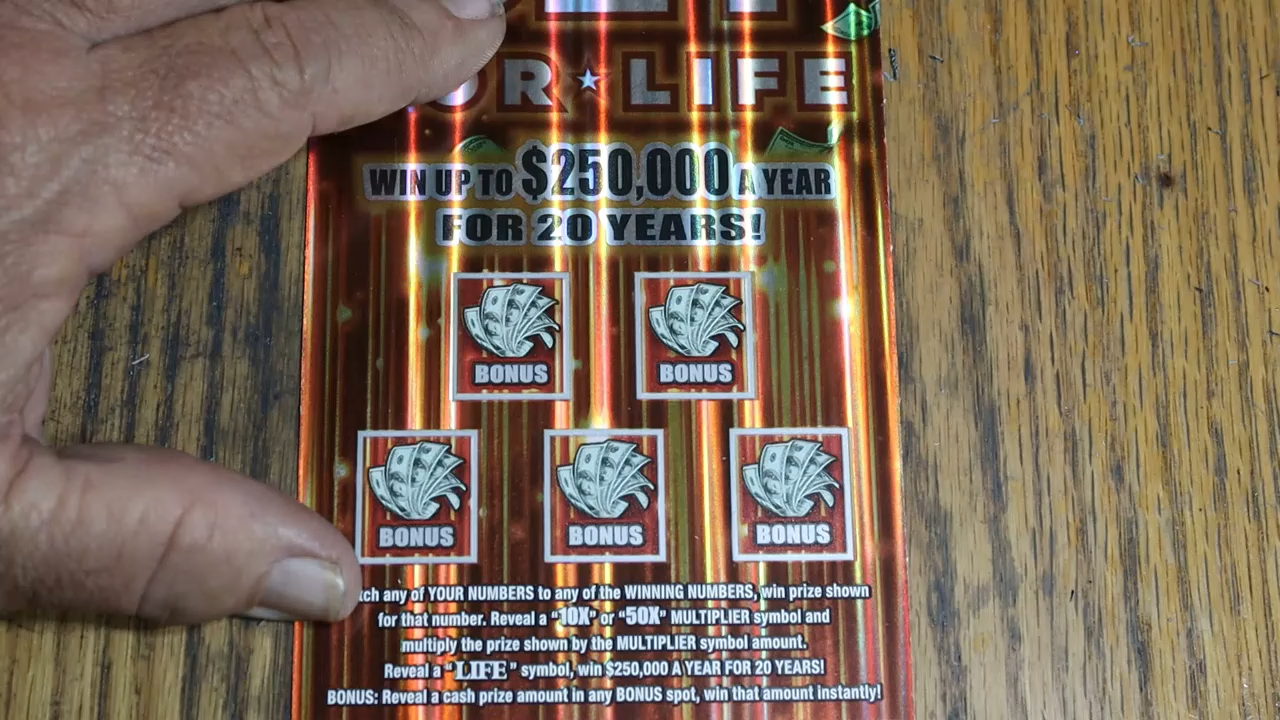 OR★LIFE
WIN UP TO $250,000 A YEAR
FOR 20 YEARS!
BONUS BONUS
BONUS BONUS BONUS
tch any of YOUR NUMBERS to any of the WINNING NUMBERS, win prize shown
for that number. Reveal a "10X" or "50X" MULTIPLIER symbol and
multiply the prize shown by the MULTIPLIER symbol amount.
Reveal a "LIFE" symbol, win $250,000 A YEAR FOR 20 YEARS!
BONUS: Reveal a cash prize amount in any BONUS spot, win that amount instantly!